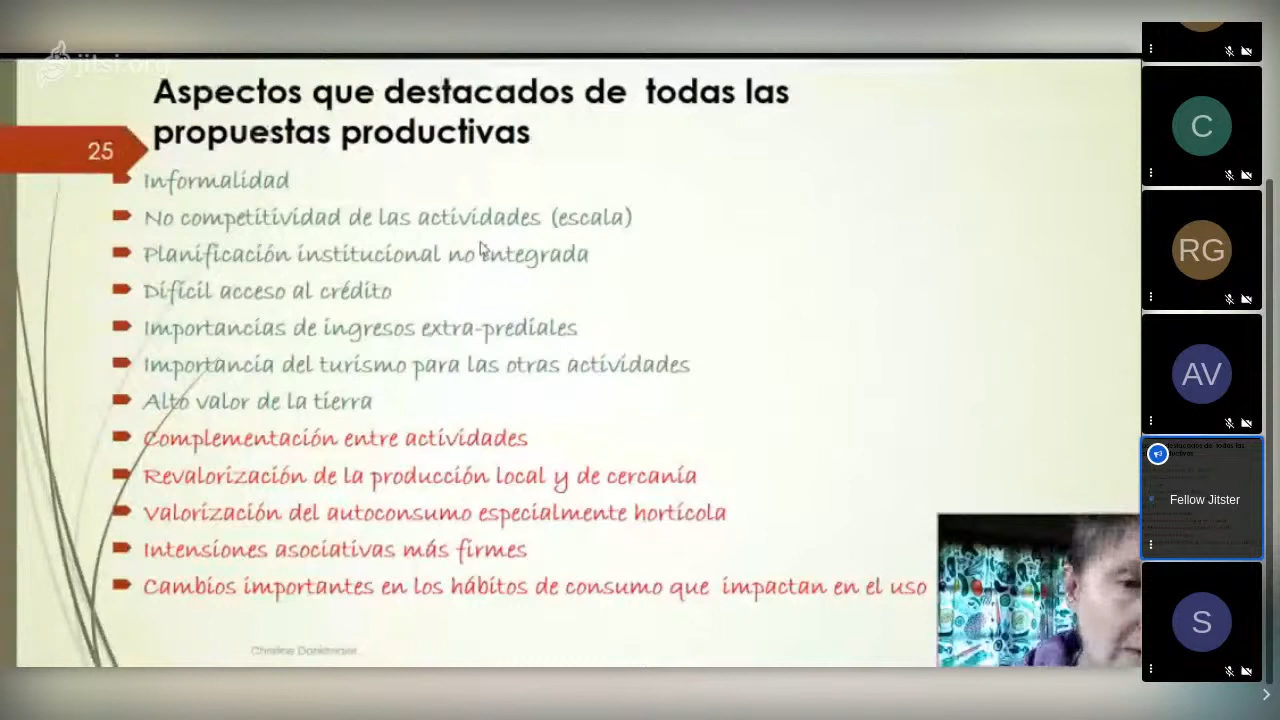 jitsi.org
Aspectos que destacados de todas las
propuestas productivas
25
Informalidad
No competitividad de las actividades (escala)
Planificación institucional no integrada
Difícil acceso al crédito
Importancias de ingresos extra-prediales
Importancia del turismo para las otras actividades
Alto valor de la tierra
Complementación entre actividades
Revalorización de la producción local y de cercanía
Valorización del autoconsumo especialmente hortícola
Intensiones asociativas más firmes
Cambios importantes en los hábitos de consumo que impactan en el uso
Christine
C
RG
AV
Fellow Jitster
S